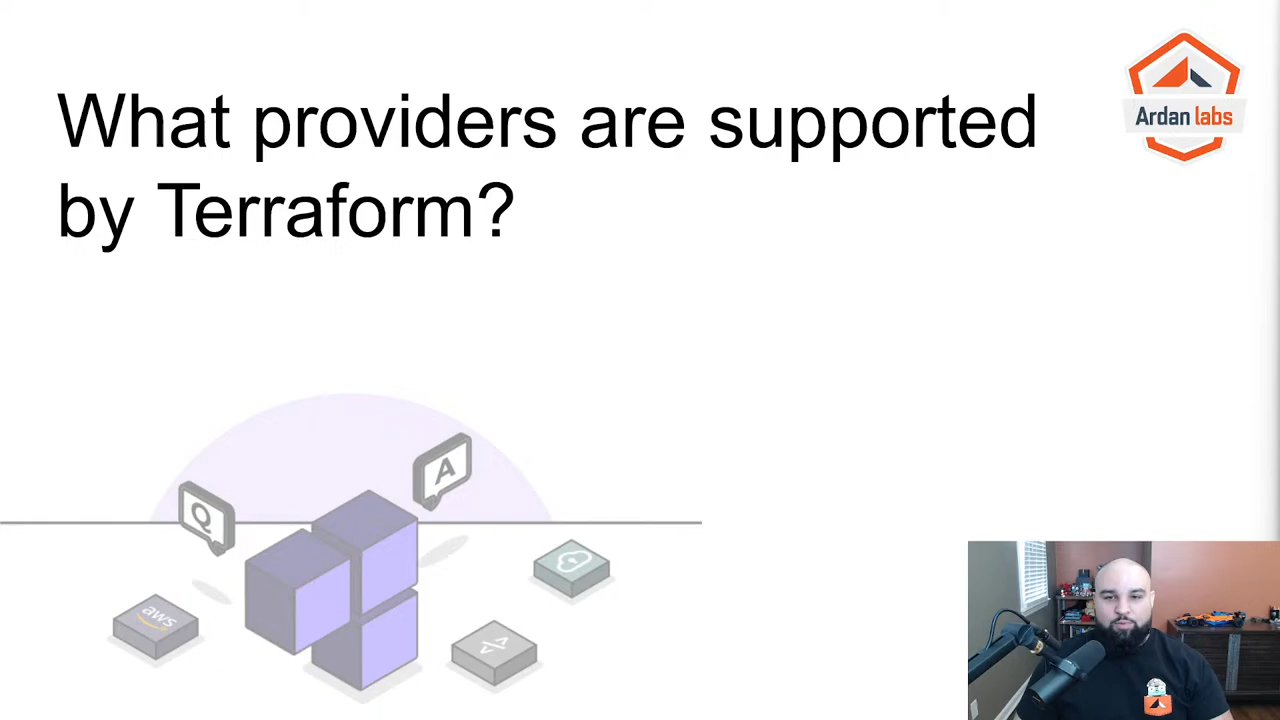 What providers are supported
by Terraform?
Ardan labs
A
Q
aws